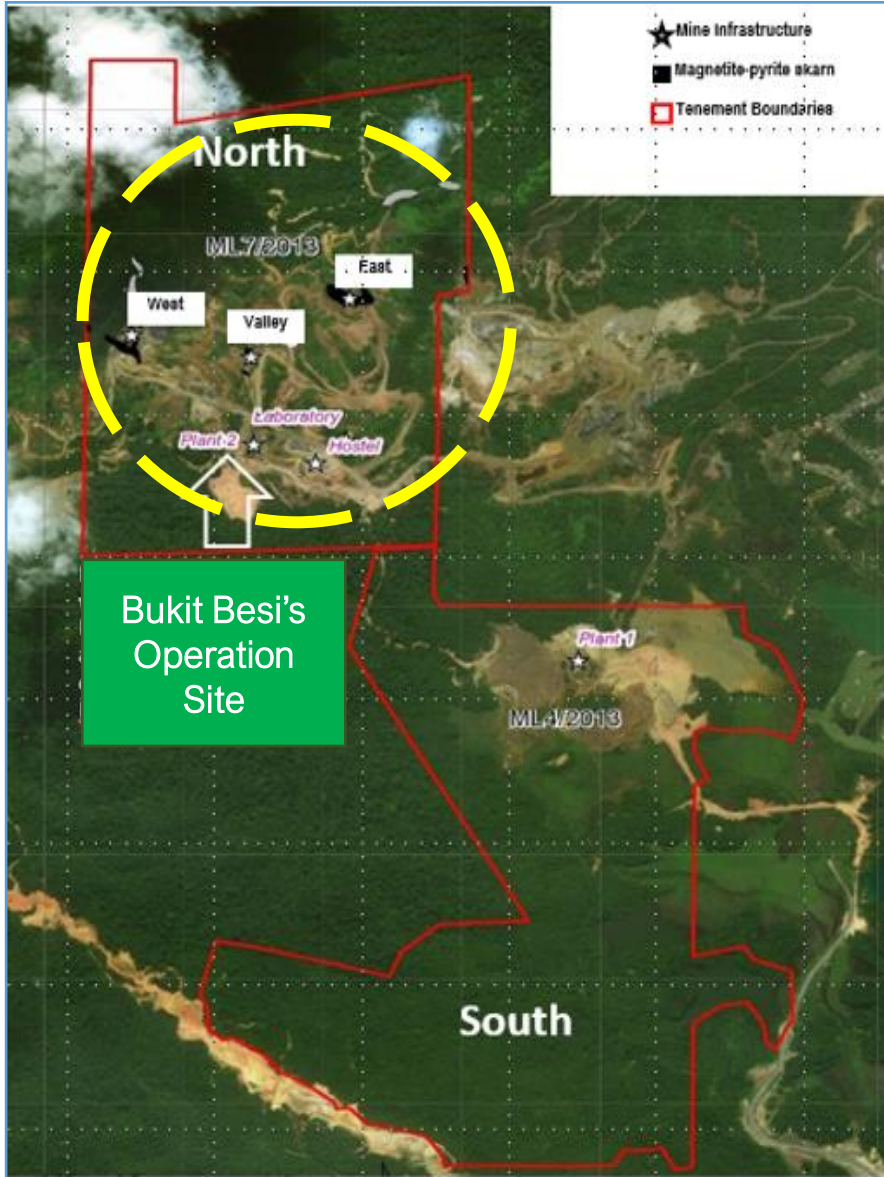 Mine Infrastructure
Magnetite-pyrite skarn
Tenement Boundaries
North
ML7/2013
East
West
Valley
Laboratory
Plant-2
Hostel
Bukit Besi's
Operation
Site
Plant-1
ML4/2013
South